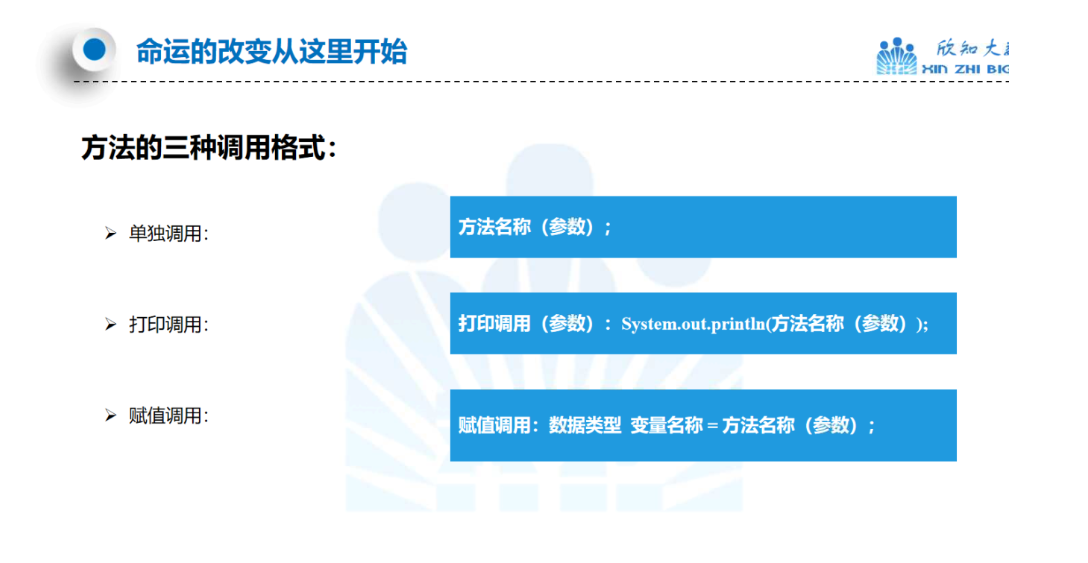 命运的改变从这里开始
欣知大
XIN ZHI BIG
方法的三种调用格式：
➢ 单独调用：
方法名称（参数）；
➢ 打印调用：
打印调用（参数）：System.out.println(方法名称（参数）);
➢ 赋值调用：
赋值调用：数据类型 变量名称 = 方法名称（参数）；